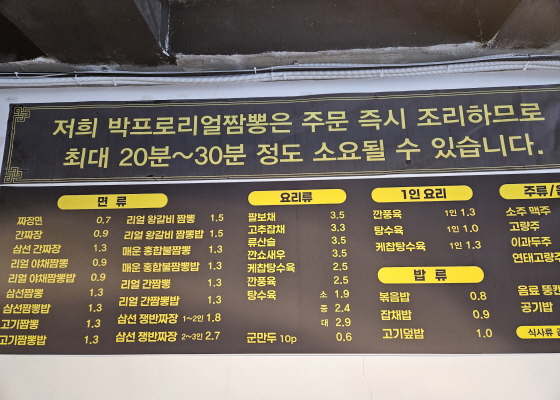 저희 박프로리얼짬뽕은 주문 즉시 조리하므로
최대 20분~30분 정도 소요될 수 있습니다.
면 류
짜장면 0.7
간짜장 0.9
삼선 간짜장 1.3
리얼 야채짬뽕 0.9
리얼 야채짬뽕밥 0.9
삼선짬뽕 1.3
삼선짬뽕밥 1.3
고기짬뽕 1.3
고기짬뽕밥 1.3
리얼 왕갈비 짬뽕 1.5
리얼 왕갈비 짬뽕밥 1.5
매운 홍합불짬뽕 1.3
매운 홍합불짬뽕밥 1.3
리얼 간짬뽕 1.3
리얼 간짬뽕밥 1.3
삼선 쟁반짜장 1~2인 1.8
삼선 쟁반짜장 2~3인 2.7
요리류
팔보채 3.5
고추잡채 3.3
류산슬 3.5
깐쇼새우 3.5
케찹탕수육 2.5
깐풍육 2.5
탕수육 소 1.9
중 2.4
대 2.9
군만두 10p 0.6
1인 요리
깐풍육 1인 1.3
탕수육 1인 1.0
케찹탕수육 1인 1.3
밥 류
볶음밥 0.8
잡채밥 0.9
고기덮밥 1.0
주류/음
소주 맥주
고량주
이과두주
연태고량주
음료 뚱캔
공기밥
식사류 곱